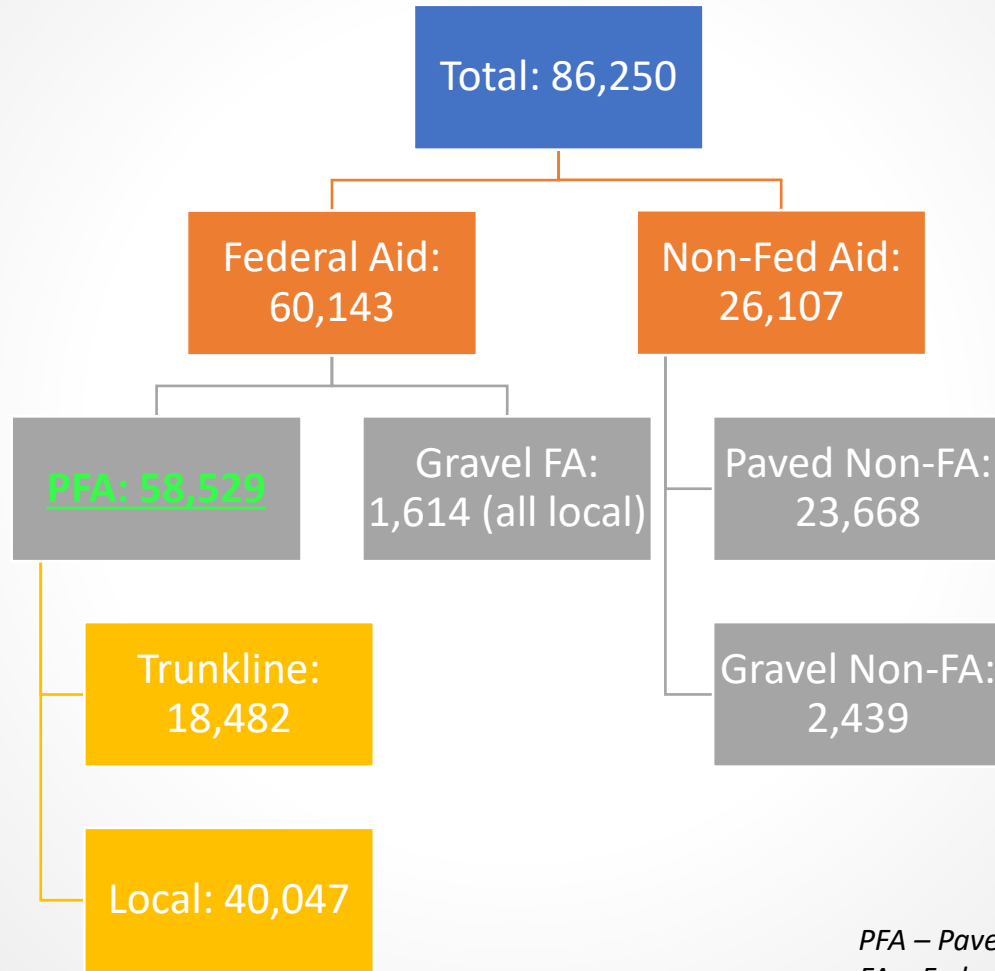 Total: 86,250
Federal Aid:
60,143
Non-Fed Aid:
26,107
PFA: 58,529
Gravel FA:
1,614 (all local)
Paved Non-FA:
23,668
Trunkline:
18,482
Gravel Non-FA:
2,439
Local: 40,047
PFA –